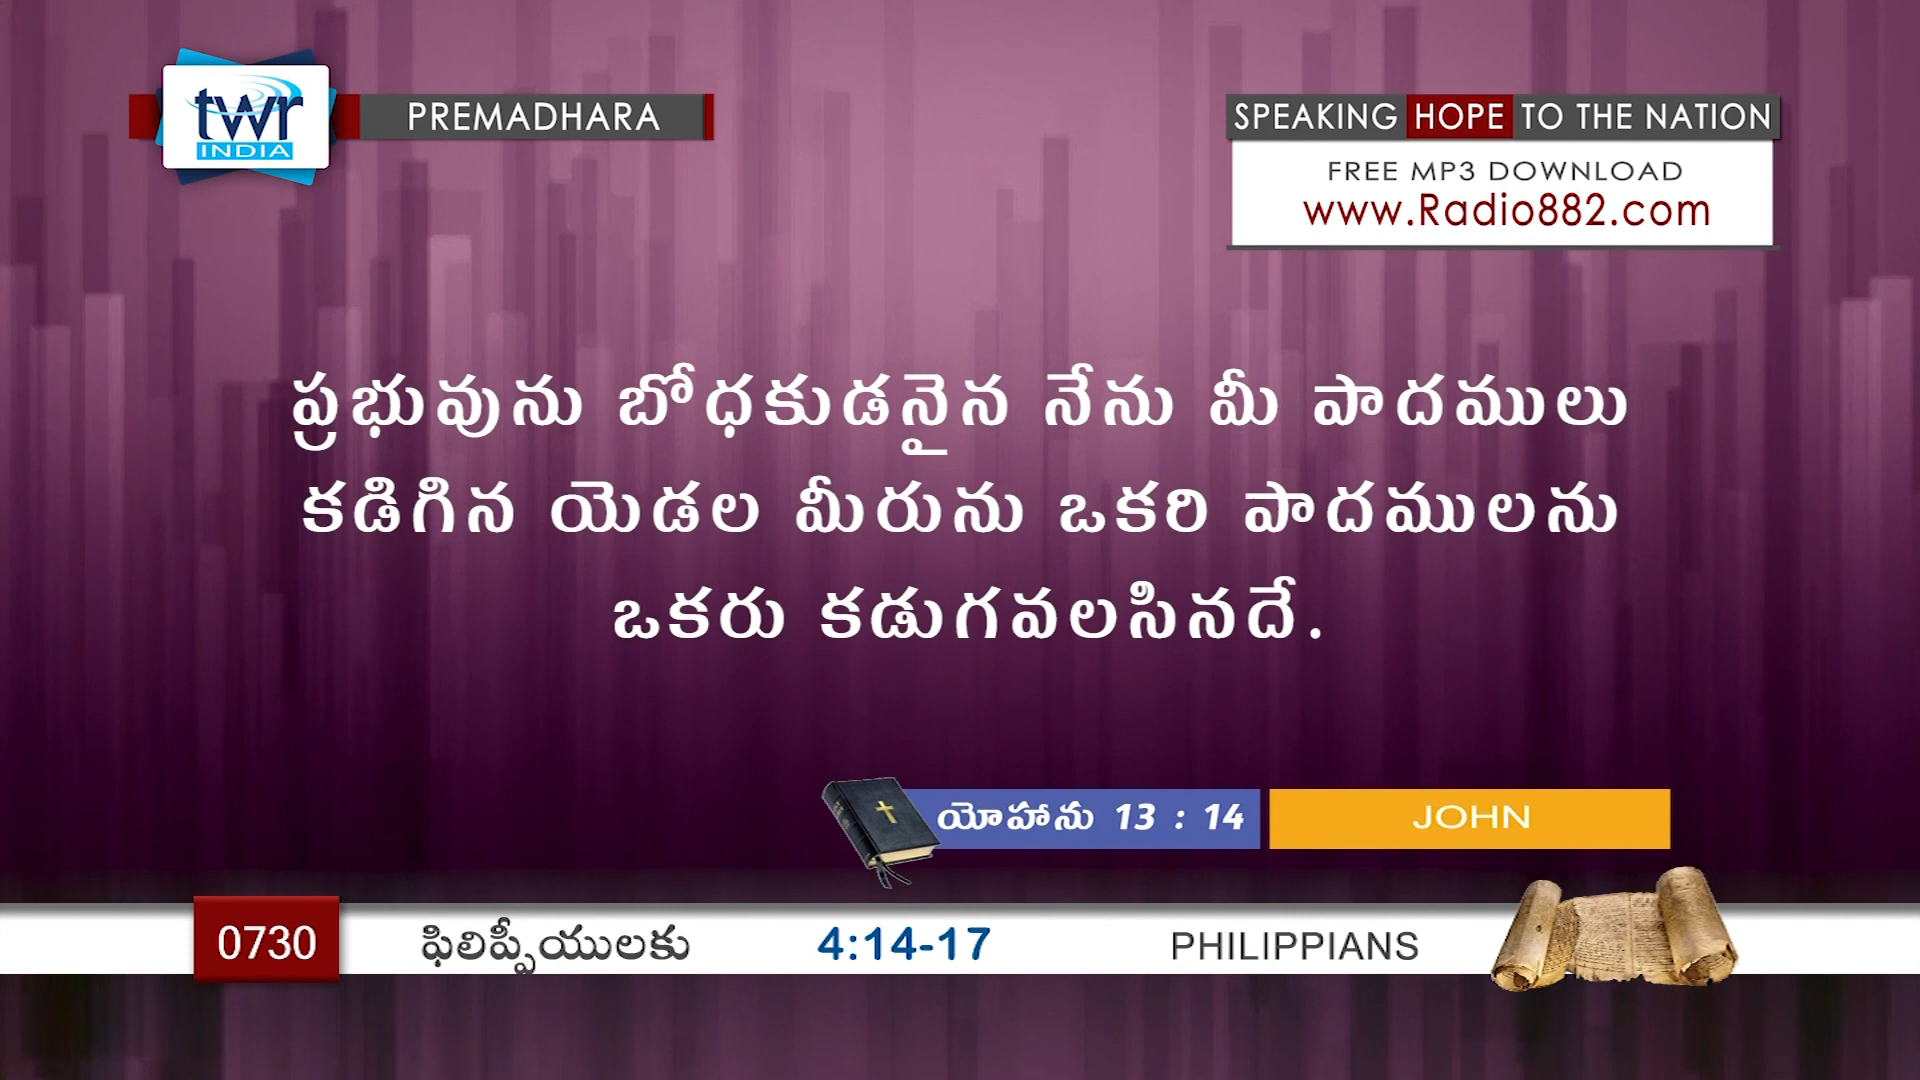 twr
INDIA
PREMADHARA
SPEAKING HOPE TO THE NATION
FREE MP3 DOWNLOAD
www.Radio882.com
ప్రభువును బోధకుడనైన నేను మీ పాదములు
కడిగిన యెడల మీరును ఒకరి పాదములను
ఒకరు కడుగవలసినదే.
యోహాను 13 : 14
JOHN
0730 ఫిలిప్పీయులకు 4:14-17 PHILIPPIANS